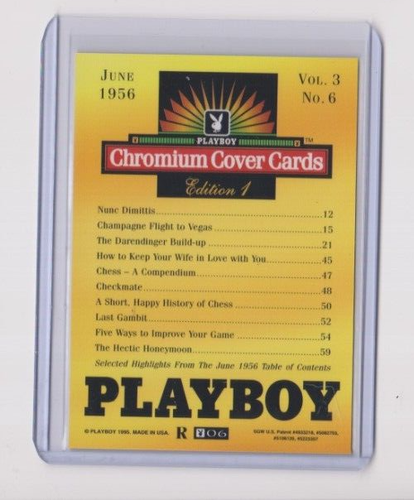 JUNE
1956
VOL. 3
NO. 6
PLAYBOY
Chromium Cover Cards ™
Edition 1
Nunc Dimittis 12
Champagne Flight to Vegas 15
The Darendinger Build-up 21
How to Keep Your Wife in Love with You 45
Chess – A Compendium 47
Checkmate 48
A Short, Happy History of Chess 50
Last Gambit 52
Five Ways to Improve Your Game 54
The Hectic Honeymoon 59
Selected Highlights From The June 1956 Table of Contents
PLAYBOY
© PLAYBOY 1995. MADE IN USA. R 06